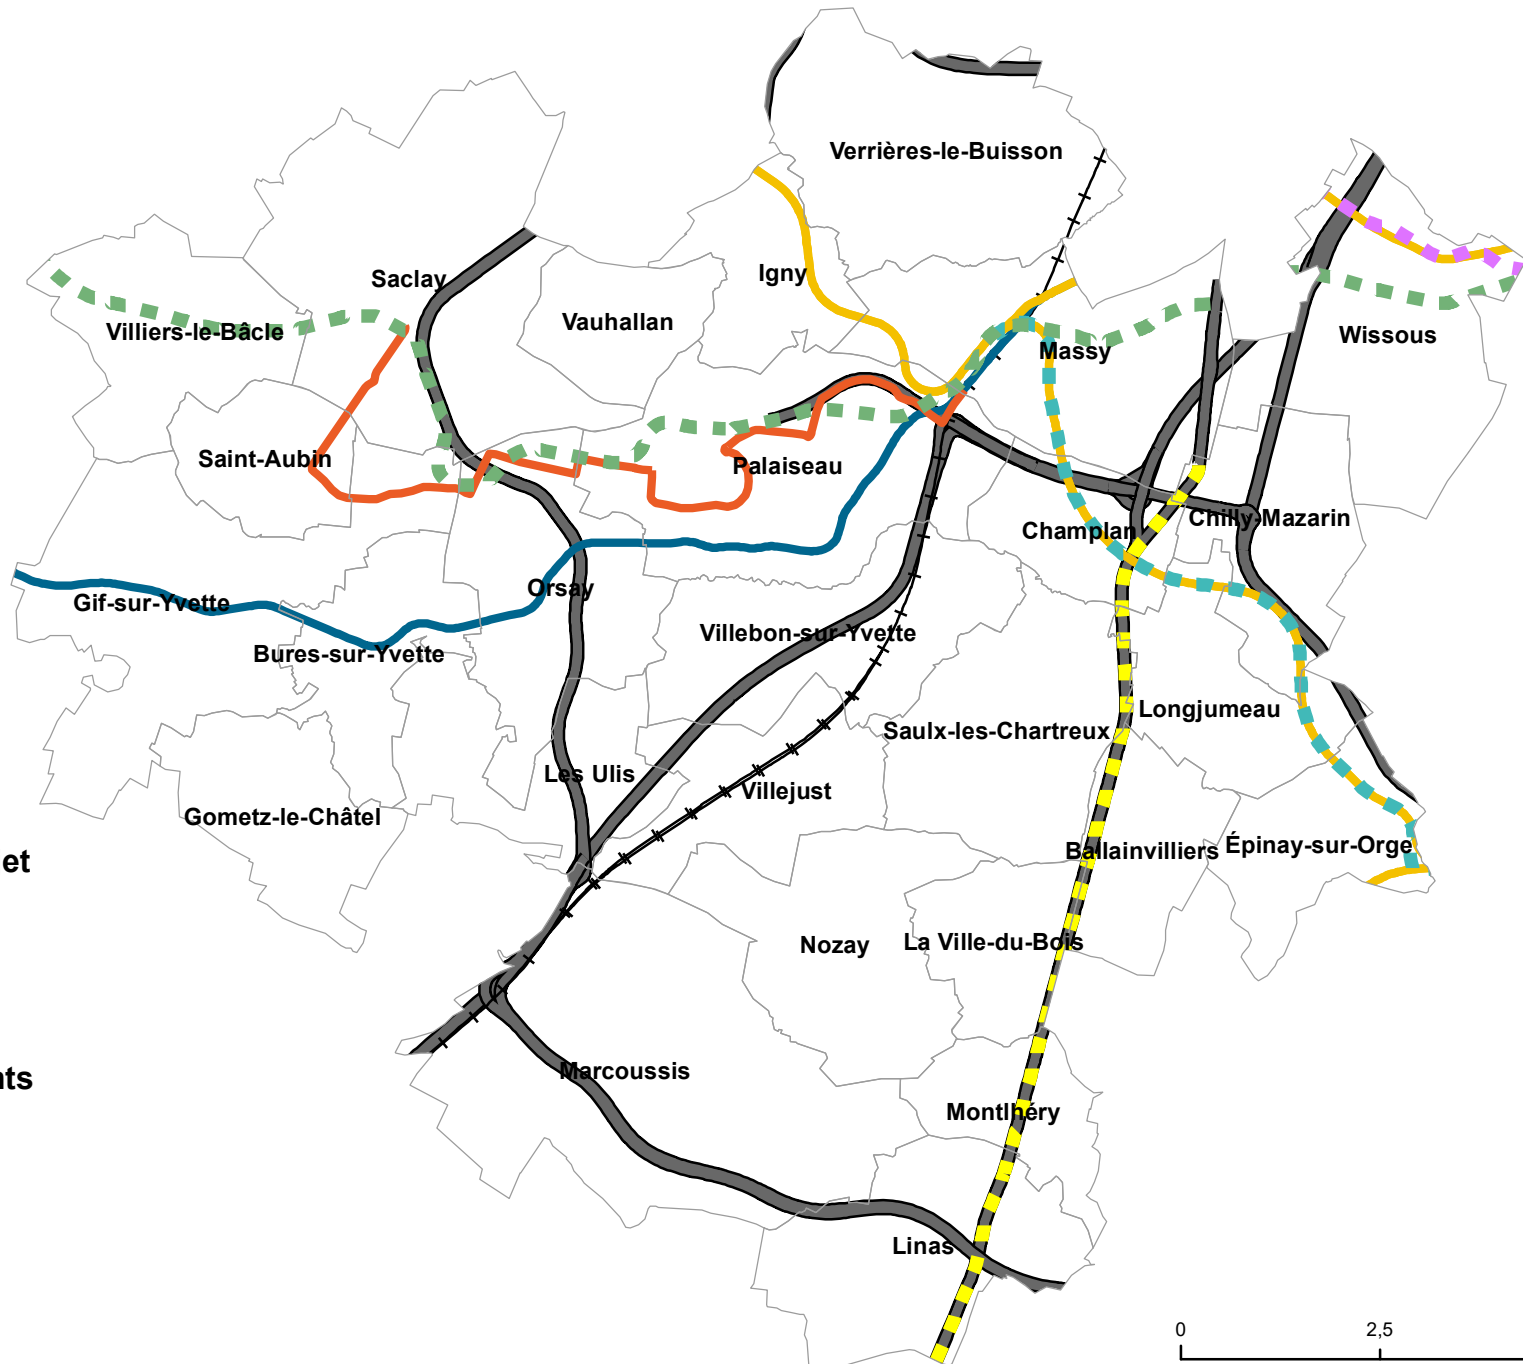 Verrières-le-Buisson
Igny
Saclay
Vauhallan
Villiers-le-Bâcle
Wissous
Massy
Saint-Aubin
Palaiseau
Chilly-Mazarin
Champlan
Orsay
Gif-sur-Yvette
Villebon-sur-Yvette
Bures-sur-Yvette
Longjumeau
Saulx-les-Chartreux
Les Ulis
Villejust
Gometz-le-Châtel
Épinay-sur-Orge
Ballainvilliers
et
La Ville-du-Bois
Nozay
Marcoussis
nts
Montlhéry
Linas
0 2,5